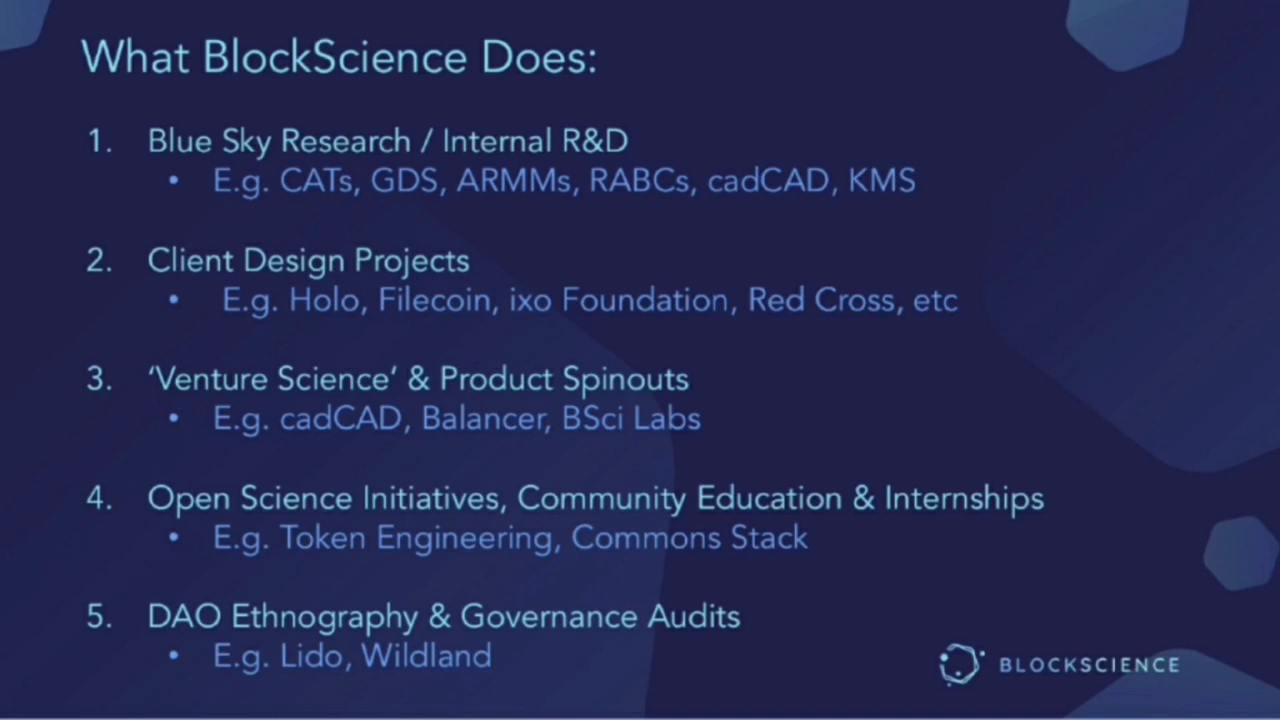 What BlockScience Does:
1. Blue Sky Research / Internal R&D
• E.g. CATs, GDS, ARMMs, RABCs, cadCAD, KMS
2. Client Design Projects
• E.g. Holo, Filecoin, ixo Foundation, Red Cross, etc
3. ‘Venture Science’ & Product Spinouts
• E.g. cadCAD, Balancer, BSci Labs
4. Open Science Initiatives, Community Education & Internships
• E.g. Token Engineering, Commons Stack
5. DAO Ethnography & Governance Audits
• E.g. Lido, Wildland
BLOCKSCIENCE